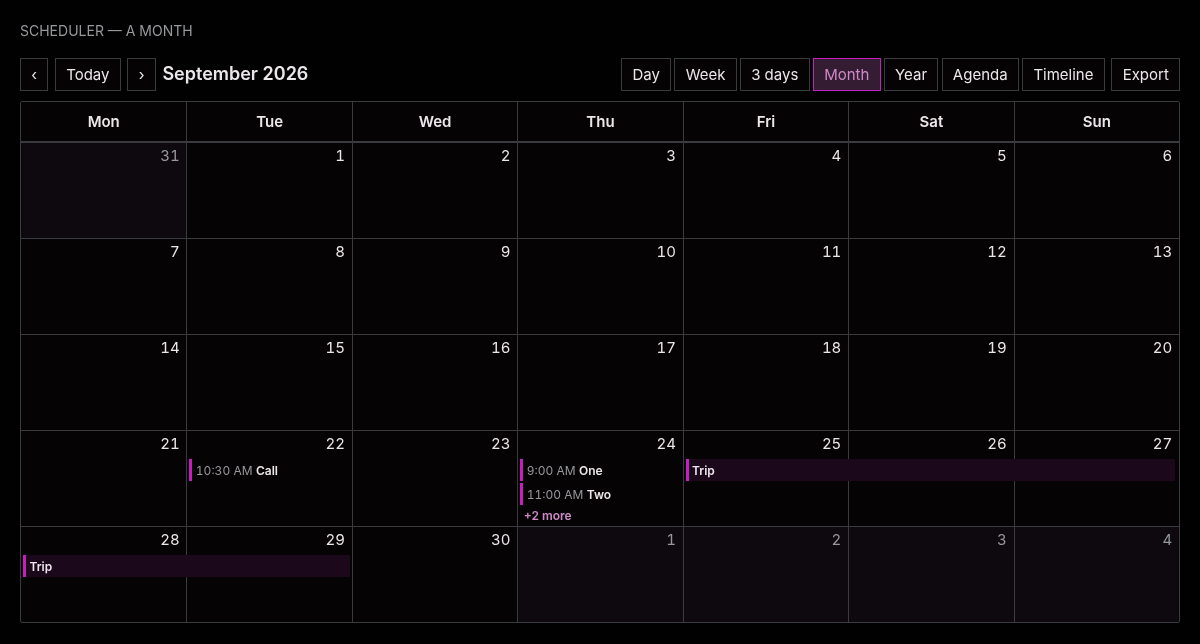 SCHEDULER — A MONTH
‹ Today › September 2026 Day Week 3 days Month Year Agenda Timeline Export
Mon Tue Wed Thu Fri Sat Sun
31 1 2 3 4 5 6
7 8 9 10 11 12 13
14 15 16 17 18 19 20
21 22 23 24 25 26 27
10:30 AM Call 9:00 AM One Trip
11:00 AM Two
+2 more
28 29 30 1 2 3 4
Trip